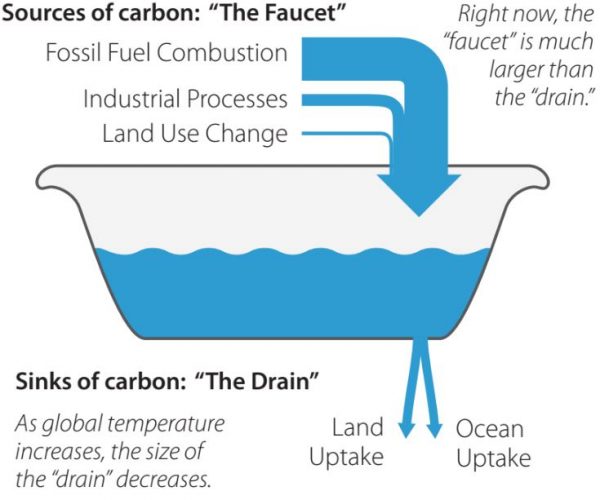 Sources of carbon: “The Faucet”
Fossil Fuel Combustion
Industrial Processes
Land Use Change
Right now, the
“faucet” is much
larger than
the “drain.”
Sinks of carbon: “The Drain”
As global temperature
increases, the size of
the “drain” decreases.
Land
Uptake
Ocean
Uptake